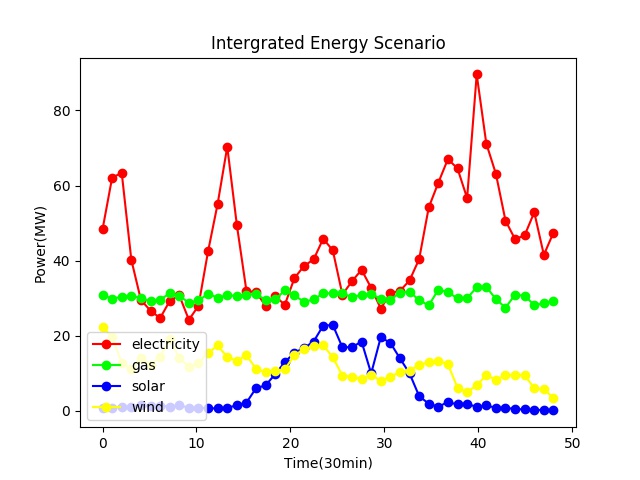 Intergrated Energy Scenario
Power(MW)
80
60
40
20
0
electricity
gas
solar
wind
0 10 20 30 40 50
Time(30min)